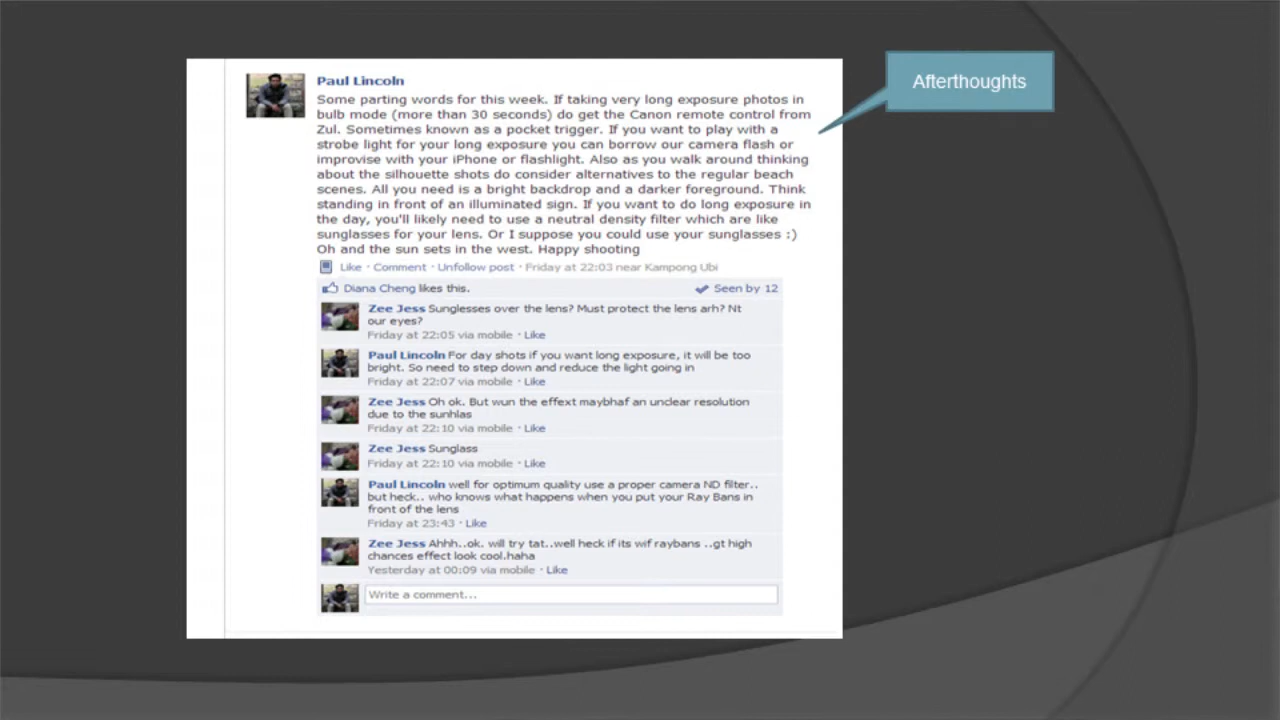 Afterthoughts
Paul Lincoln
Some parting words for this week. If taking very long exposure photos in
bulb mode (more than 30 seconds) do get the Canon remote control from
Zul. Sometimes known as a pocket trigger. If you want to play with a
strobe light for your long exposure you can borrow our camera flash or
improvise with your iPhone or flashlight. Also as you walk around thinking
about the silhouette shots do consider alternatives to the regular beach
scenes. All you need is a bright backdrop and a darker foreground. Think
standing in front of an illuminated sign. If you want to do long exposure in
the day, you'll likely need to use a neutral density filter which are like
sunglasses for your lens. Or I suppose you could use your sunglasses :)
Oh and the sun sets in the west. Happy shooting
Like · Comment · Unfollow post · Friday at 22:03 near Kampong Ubi
Diana Cheng likes this. Seen by 12
Zee Jess Sunglesses over the lens? Must protect the lens arh? Nt
our eyes?
Friday at 22:05 via mobile · Like
Paul Lincoln For day shots if you want long exposure, it will be too
bright. So need to step down and reduce the light going in
Friday at 22:07 via mobile · Like
Zee Jess Oh ok. But wun the effext maybhaf an unclear resolution
due to the sunhlas
Friday at 22:10 via mobile · Like
Zee Jess Sunglass
Friday at 22:10 via mobile · Like
Paul Lincoln well for optimum quality use a proper camera ND filter..
but heck.. who knows what happens when you put your Ray Bans in
front of the lens
Friday at 23:43 · Like
Zee Jess Ahhh..ok. will try tat..well heck if its wif raybans ..gt high
chances effect look cool.haha
Yesterday at 00:09 via mobile · Like
Write a comment...